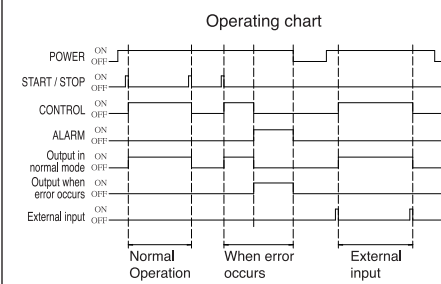 Operating chart
POWER ON
OFF
START / STOP ON
OFF
CONTROL ON
OFF
ALARM ON
OFF
Output in
normal mode ON
OFF
Output when
error occurs ON
OFF
External input ON
OFF
Normal
Operation
When error
occurs
External
input